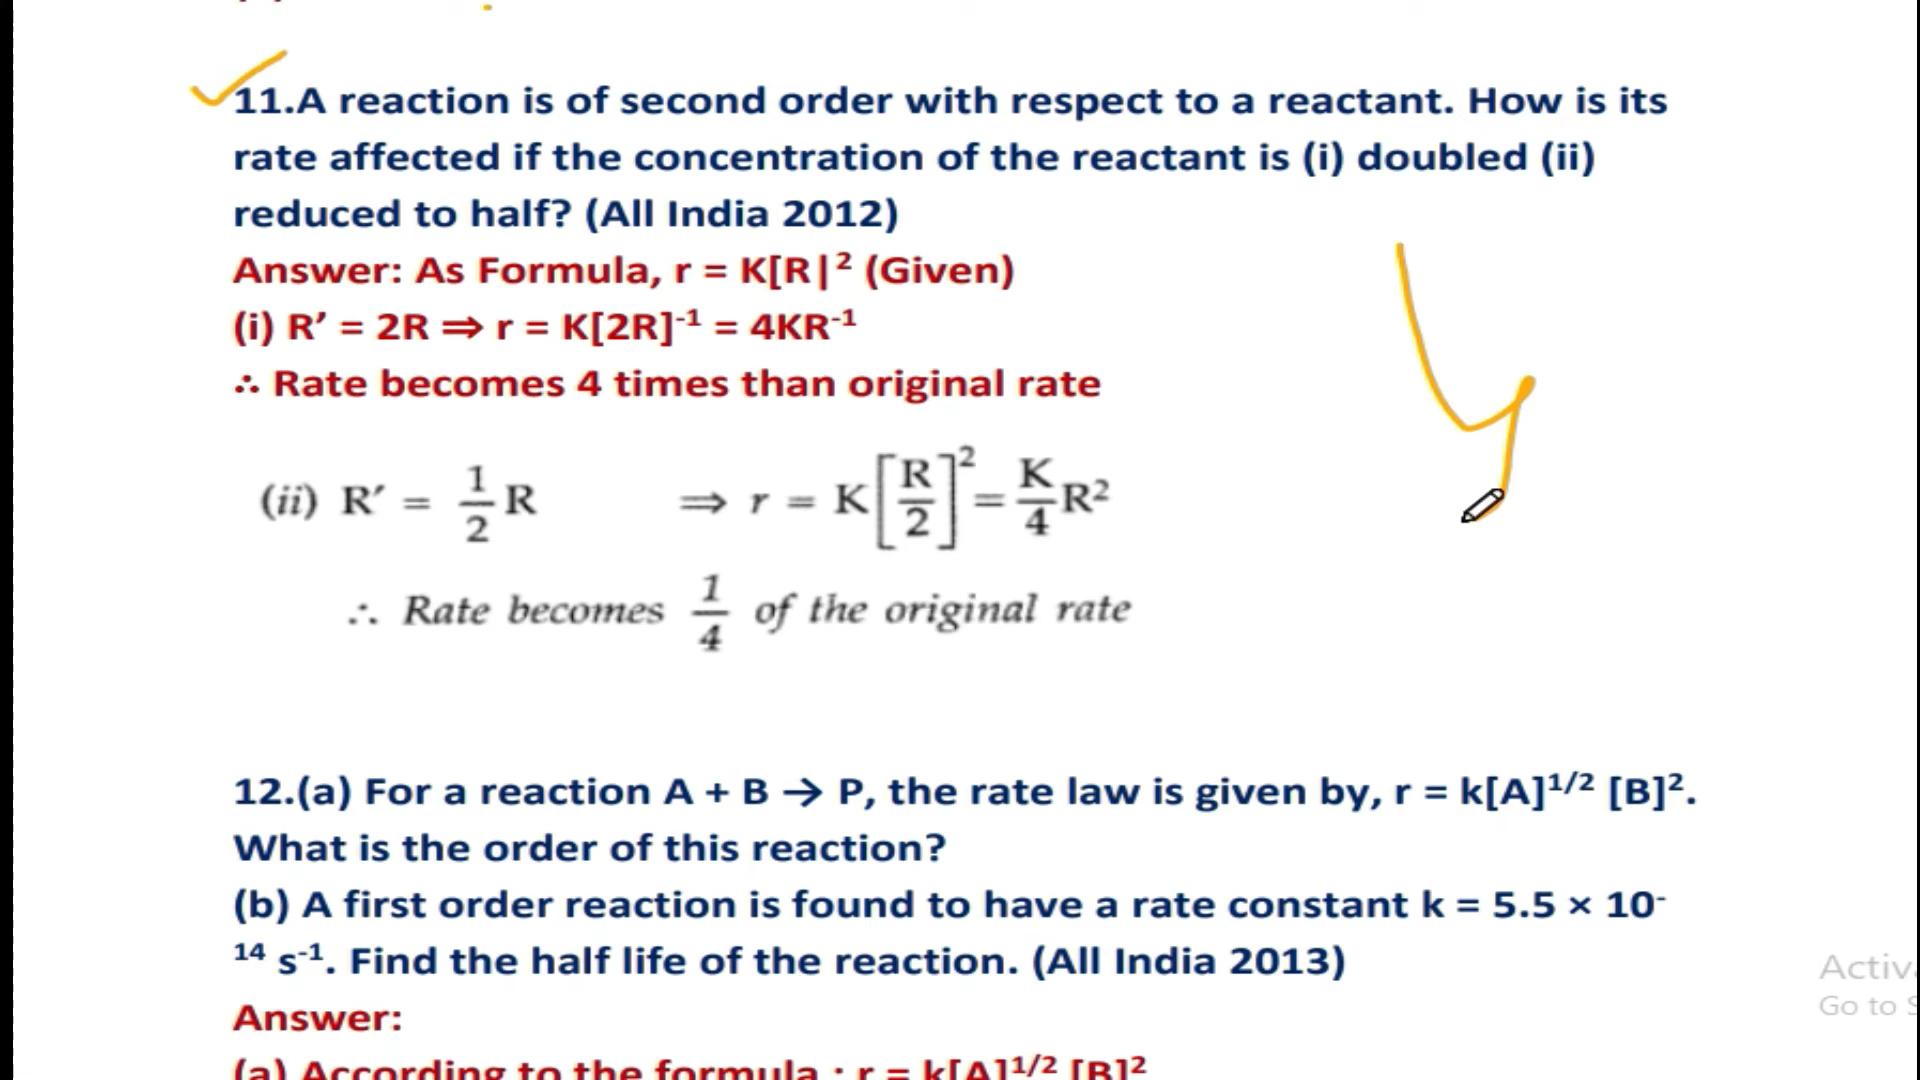 11.A reaction is of second order with respect to a reactant. How is its
rate affected if the concentration of the reactant is (i) doubled (ii)
reduced to half? (All India 2012)
Answer: As Formula, r = K[R|² (Given)
(i) R’ = 2R ⇒ r = K[2R]⁻¹ = 4KR⁻¹
∴ Rate becomes 4 times than original rate
(ii) R′ = 1/2 R ⇒ r = K[R/2]² = K/4 R²
∴ Rate becomes 1/4 of the original rate
12.(a) For a reaction A + B → P, the rate law is given by, r = k[A]¹/² [B]².
What is the order of this reaction?
(b) A first order reaction is found to have a rate constant k = 5.5 × 10⁻
¹⁴ s⁻¹. Find the half life of the reaction. (All India 2013)
Answer:
(a) According to the formula : r = k[A]¹/² [B]²
Activ
Go to S